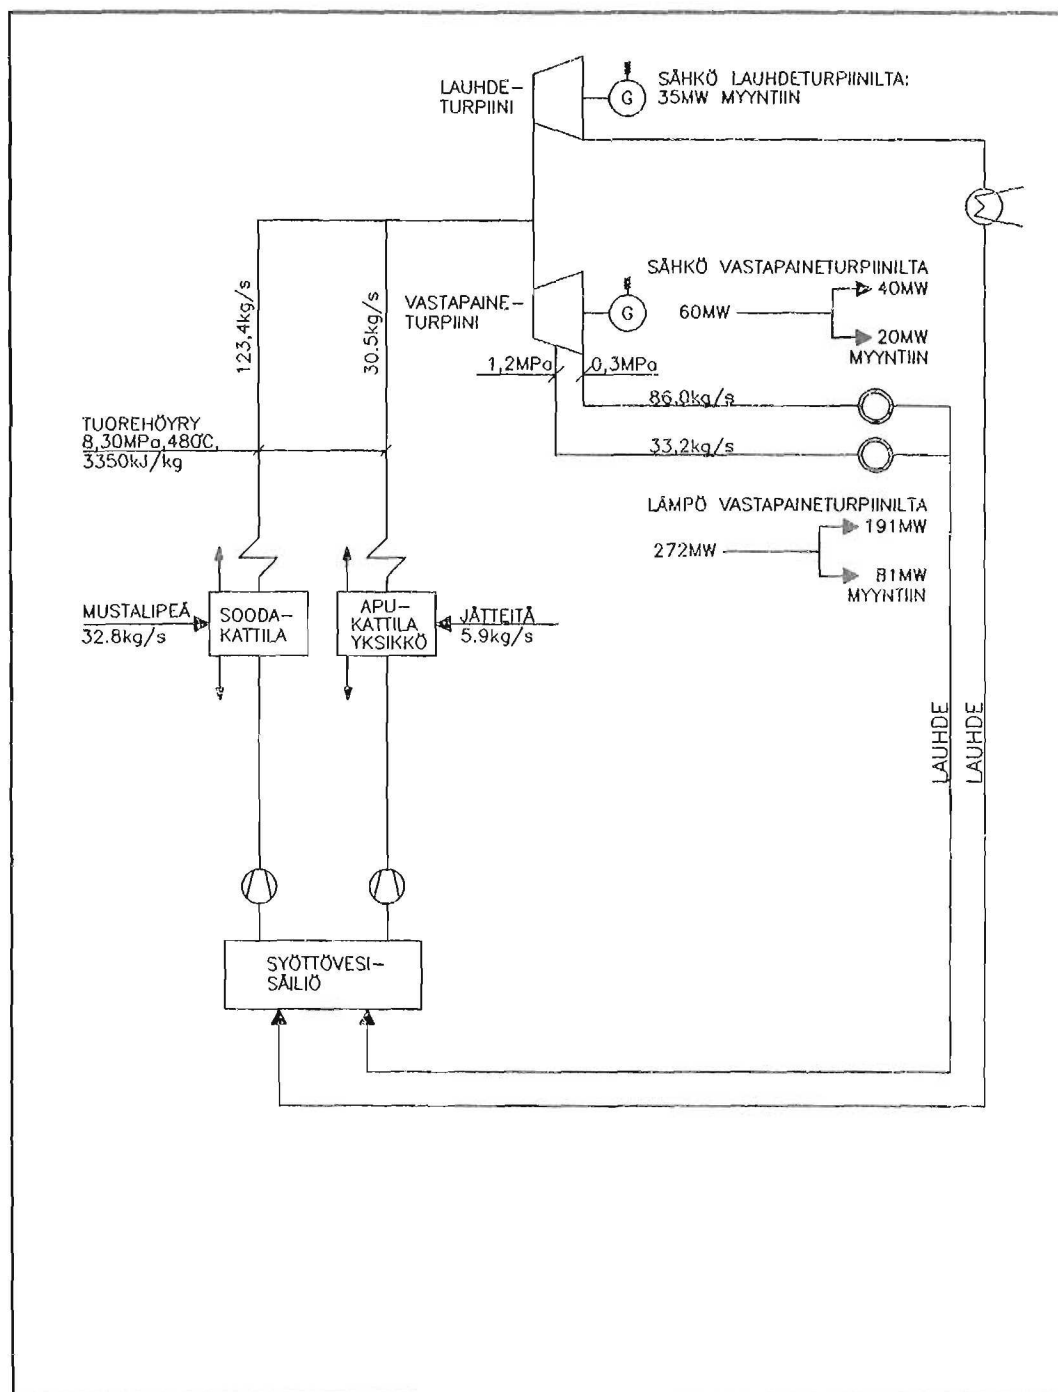 LAUHDE-
TURPIINI
G
SÄHKÖ LAUHDETURPIINILTA:
35MW MYYNTIIN
SÄHKÖ VASTAPAINETURPIINILTA
40MW
60MW
20MW
MYYNTIIN
VASTAPAINE-
TURPIINI
G
123,4kg/s
30.5kg/s
1,2MPa
0,3MPa
86,0kg/s
33,2kg/s
TUOREHÖYRY
8,30MPa,480°C,
3350kJ/kg
LÄMPÖ VASTAPAINETURPIINILTA
191MW
272MW
81MW
MYYNTIIN
MUSTALIPEÄ
32.8kg/s
SOODA-
KATTILA
APU-
KATTILA
YKSIKKÖ
JÄTTEITÄ
5.9kg/s
LAUHDE
LAUHDE
SYÖTTÖVESI-
SÄILIÖ